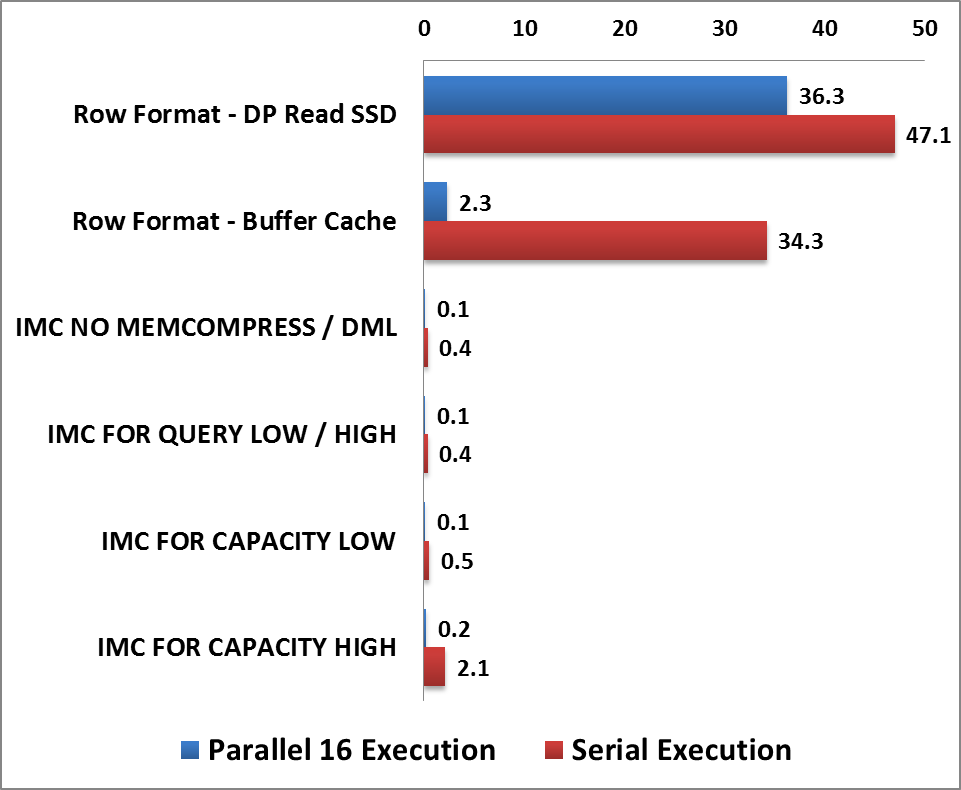 0 10 20 30 40 50
Row Format - DP Read SSD
36.3
47.1
Row Format - Buffer Cache
2.3
34.3
IMC NO MEMCOMPRESS / DML
0.1
0.4
IMC FOR QUERY LOW / HIGH
0.1
0.4
IMC FOR CAPACITY LOW
0.1
0.5
IMC FOR CAPACITY HIGH
0.2
2.1
Parallel 16 Execution Serial Execution